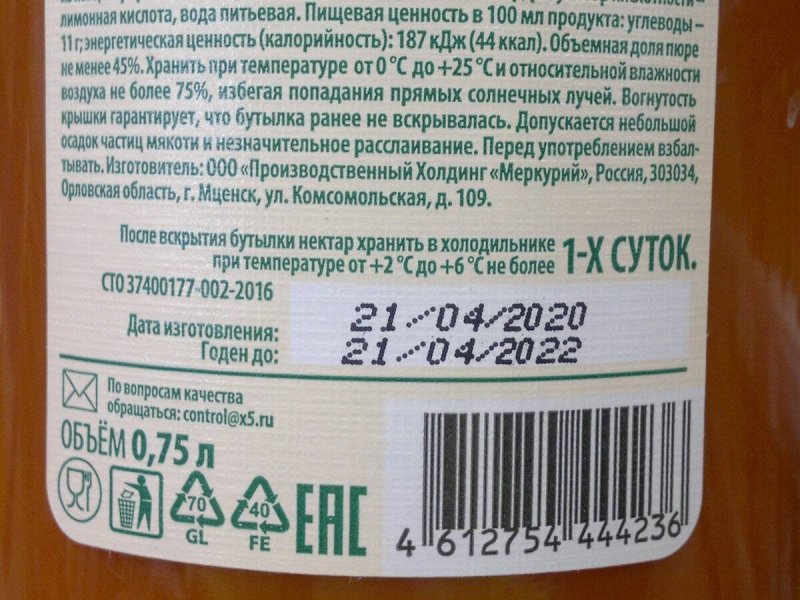 лимонная кислота, вода питьевая. Пищевая ценность в 100 мл продукта: углеводы –
11 г; энергетическая ценность (калорийность): 187 кДж (44 ккал). Объемная доля пюре
не менее 45%. Хранить при температуре от 0 °С до +25 °С и относительной влажности
воздуха не более 75%, избегая попадания прямых солнечных лучей. Вогнутость
крышки гарантирует, что бутылка ранее не вскрывалась. Допускается небольшой
осадок частиц мякоти и незначительное расслаивание. Перед употреблением взбал-
тывать. Изготовитель: ООО «Производственный Холдинг «Меркурий», Россия, 303034,
Орловская область, г. Мценск, ул. Комсомольская, д. 109.
После вскрытия бутылки нектар хранить в холодильнике
при температуре от +2 °С до +6 °С не более 1-Х СУТОК.
СТО 37400177-002-2016
Дата изготовления: 21/04/2020
Годен до: 21/04/2022
По вопросам качества
обращаться: control@x5.ru
ОБЪЁМ 0,75 л
70
GL
40
FE
EAC
4 612754 444236